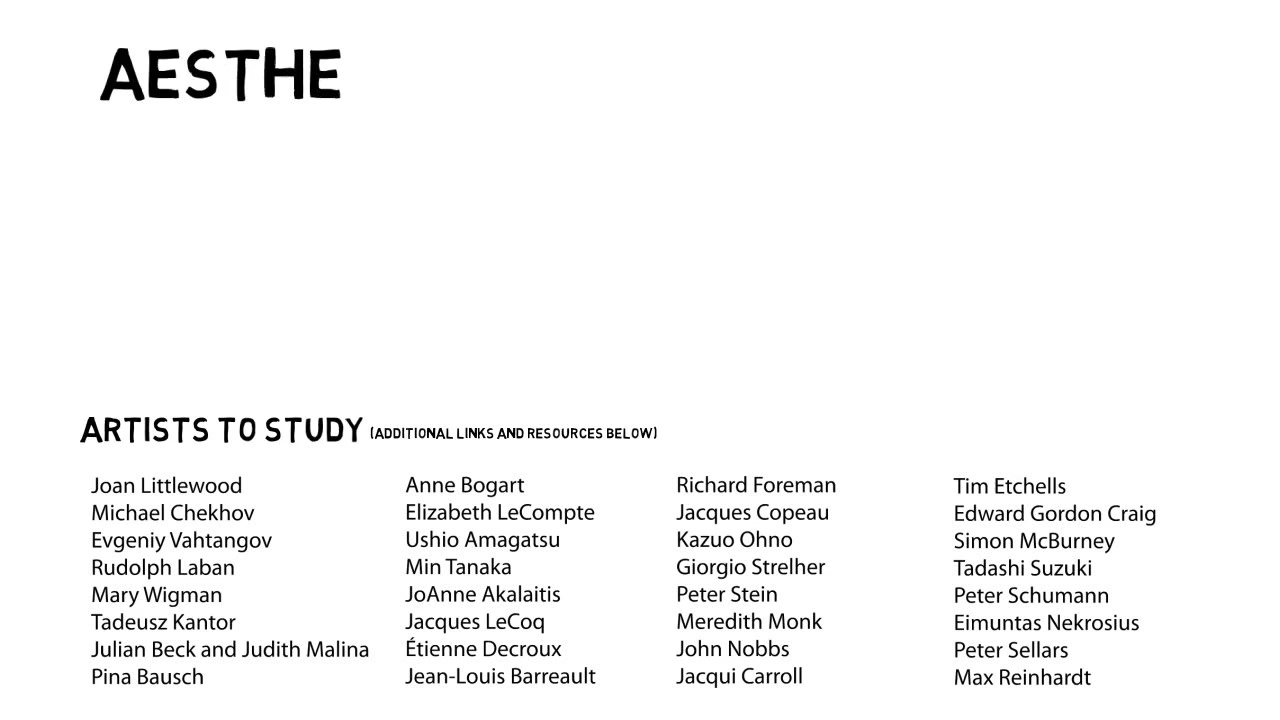 AESTHE
ARTISTS TO STUDY (ADDITIONAL LINKS AND RESOURCES BELOW)
Joan Littlewood
Michael Chekhov
Evgeniy Vahtangov
Rudolph Laban
Mary Wigman
Tadeusz Kantor
Julian Beck and Judith Malina
Pina Bausch
Anne Bogart
Elizabeth LeCompte
Ushio Amagatsu
Min Tanaka
JoAnne Akalaitis
Jacques LeCoq
Étienne Decroux
Jean-Louis Barreault
Richard Foreman
Jacques Copeau
Kazuo Ohno
Giorgio Strelher
Peter Stein
Meredith Monk
John Nobbs
Jacqui Carroll
Tim Etchells
Edward Gordon Craig
Simon McBurney
Tadashi Suzuki
Peter Schumann
Eimuntas Nekrosius
Peter Sellars
Max Reinhardt